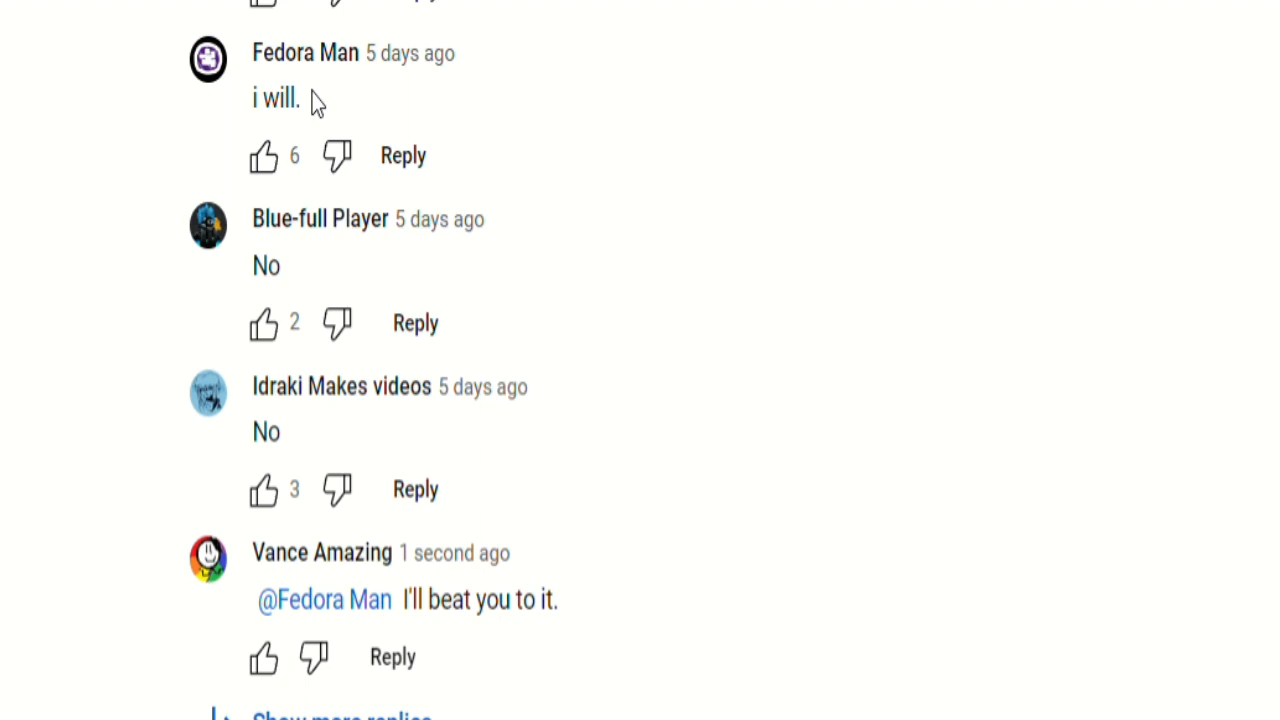 Fedora Man 5 days ago
i will.
6 Reply
Blue-full Player 5 days ago
No
2 Reply
Idraki Makes videos 5 days ago
No
3 Reply
Vance Amazing 1 second ago
@Fedora Man I'll beat you to it.
Reply
Show more replies